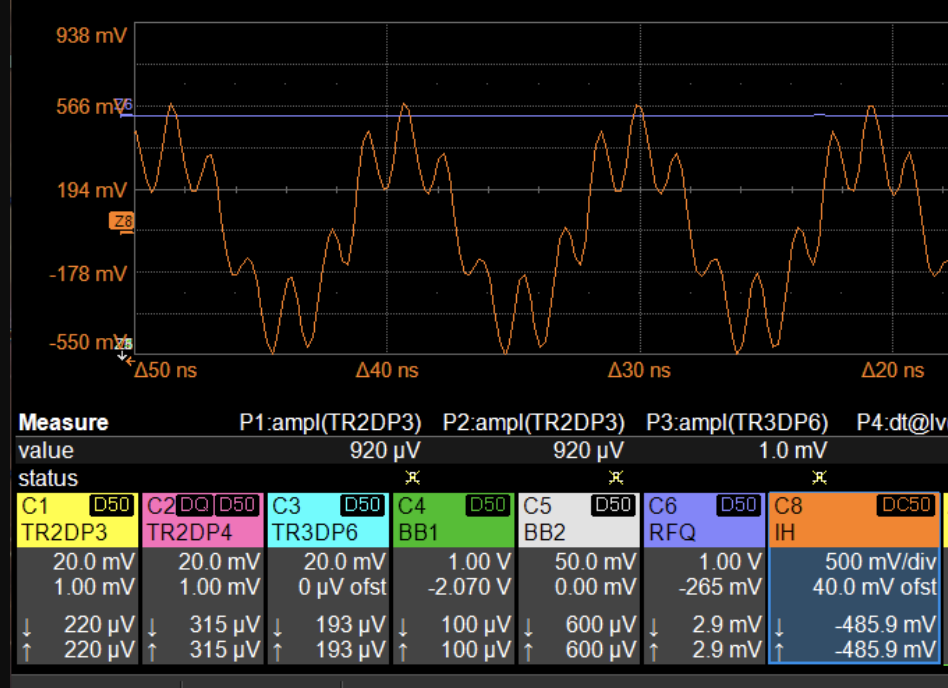 938 mV
566 mV
Z6
194 mV
Z8
-178 mV
-550 mV
Δ50 ns Δ40 ns Δ30 ns Δ20 ns
Measure P1:ampl(TR2DP3) P2:ampl(TR2DP3) P3:ampl(TR3DP6) P4:dt@lv
value 920 µV 920 µV 1.0 mV
status
C1 D50 C2 DQ D50 C3 D50 C4 D50 C5 D50 C6 D50 C8 DC50
TR2DP3 TR2DP4 TR3DP6 BB1 BB2 RFQ IH
20.0 mV 20.0 mV 20.0 mV 1.00 V 50.0 mV 1.00 V 500 mV/div
1.00 mV 1.00 mV 0 µV ofst -2.070 V 0.00 mV -265 mV 40.0 mV ofst
↓ 220 µV ↓ 315 µV ↓ 193 µV ↓ 100 µV ↓ 600 µV ↓ 2.9 mV ↓ -485.9 mV
↑ 220 µV ↑ 315 µV ↑ 193 µV ↑ 100 µV ↑ 600 µV ↑ 2.9 mV ↑ -485.9 mV